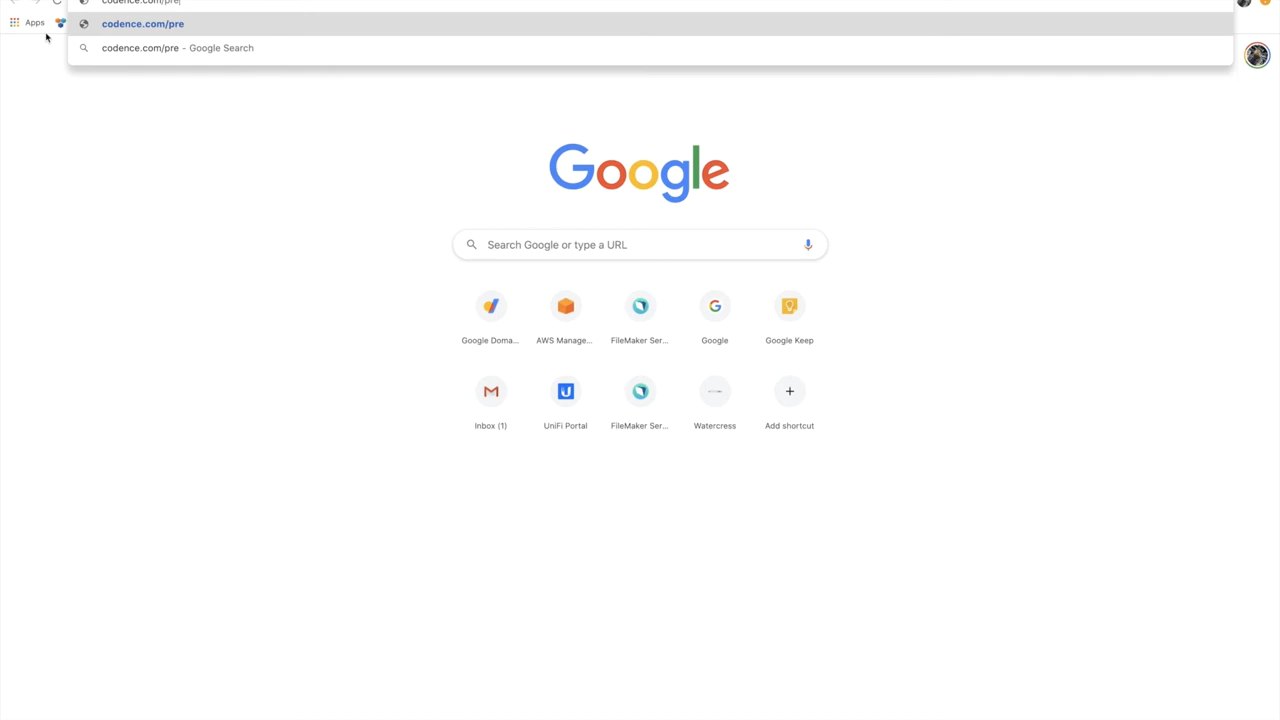 codence.com/pre
Apps
codence.com/pre
codence.com/pre - Google Search
Google
Search Google or type a URL
Google Doma...
AWS Manage...
FileMaker Ser...
Google
Google Keep
Inbox (1)
UniFi Portal
FileMaker Ser...
Watercress
Add shortcut